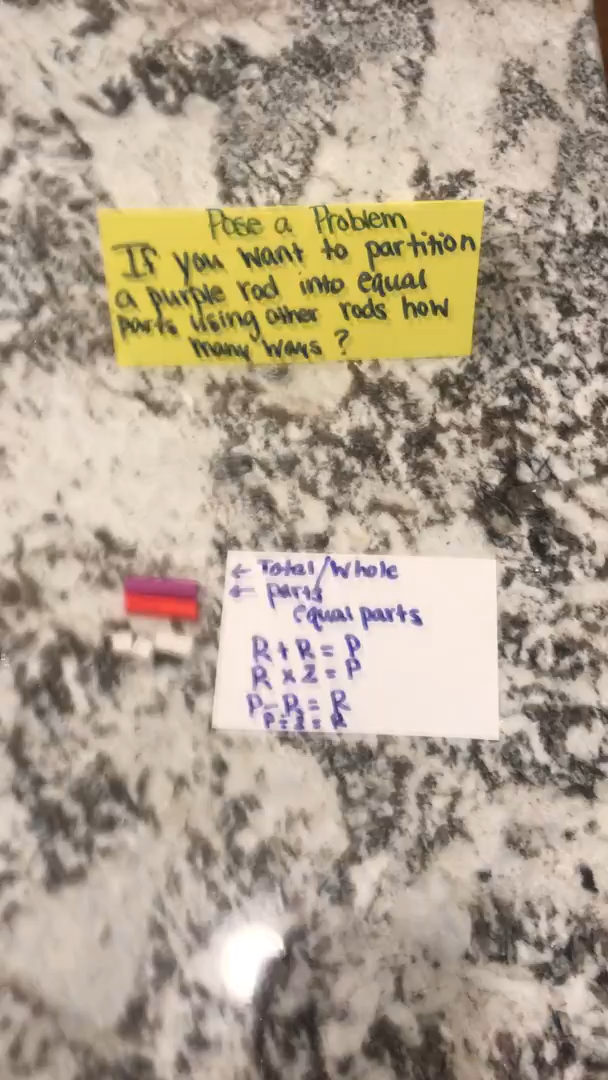 Pose a Problem
If you want to partition
a purple rod into equal
parts using other rods how
many ways?
← Total/Whole
← parts
equal parts
R + R = P
R x 2 = P
P - R = R
P ÷ 2 = R